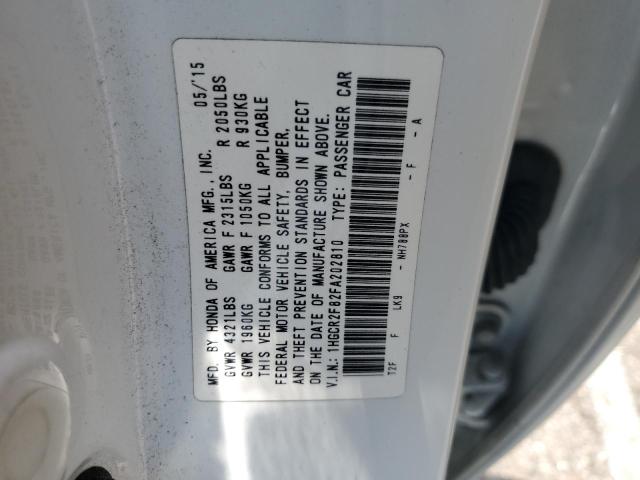 MFD. BY HONDA OF AMERICA MFG., INC. 05/'15
GVWR 4321LBS GAWR F 2315LBS R 2050LBS
GVWR 1960KG GAWR F 1050KG R 930KG
THIS VEHICLE CONFORMS TO ALL APPLICABLE
FEDERAL MOTOR VEHICLE SAFETY, BUMPER,
AND THEFT PREVENTION STANDARDS IN EFFECT
ON THE DATE OF MANUFACTURE SHOWN ABOVE.
V.I.N.: 1HGCR2F82FA202810 TYPE: PASSENGER CAR
T2F F LK9 - NH788PX - F - A